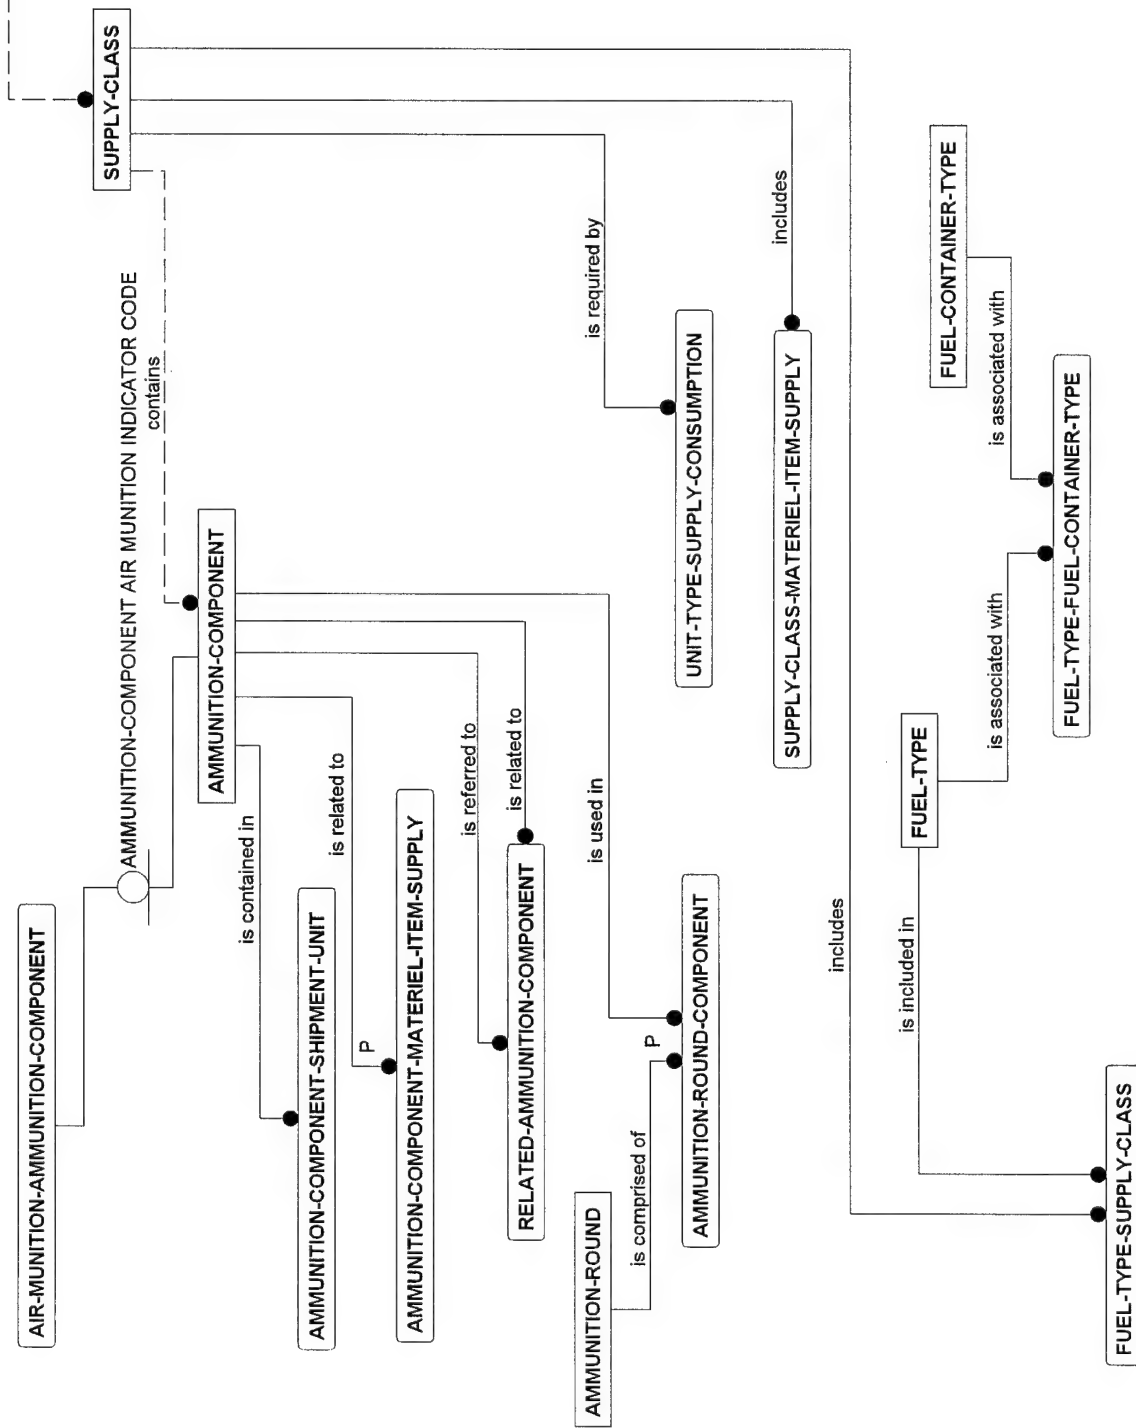 AIR-MUNITION-AMMUNITION-COMPONENT
SUPPLY-CLASS
AMMUNITION-COMPONENT AIR MUNITION INDICATOR CODE
contains
AMMUNITION-COMPONENT
is contained in
AMMUNITION-COMPONENT-SHIPMENT-UNIT
is related to
P
AMMUNITION-COMPONENT-MATERIEL-ITEM-SUPPLY
is referred to
is related to
RELATED-AMMUNITION-COMPONENT
is used in
is required by
AMMUNITION-ROUND
is comprised of
P
AMMUNITION-ROUND-COMPONENT
UNIT-TYPE-SUPPLY-CONSUMPTION
includes
SUPPLY-CLASS-MATERIEL-ITEM-SUPPLY
includes
is included in
FUEL-TYPE
FUEL-CONTAINER-TYPE
is associated with
is associated with
FUEL-TYPE-FUEL-CONTAINER-TYPE
FUEL-TYPE-SUPPLY-CLASS